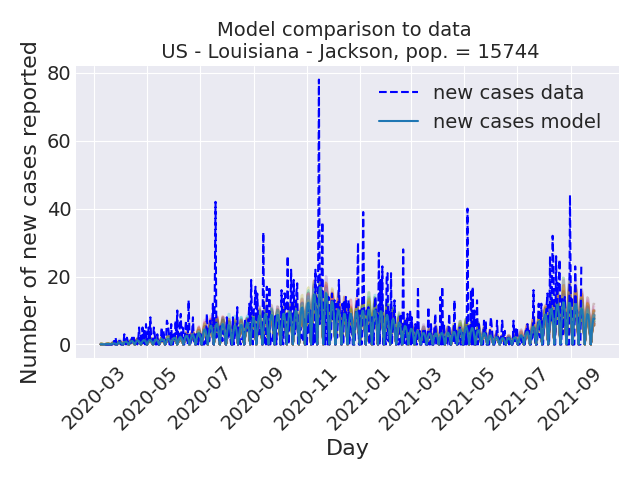 Model comparison to data
US - Louisiana - Jackson, pop. = 15744
Number of new cases reported
80
60
40
20
0
new cases data
new cases model
2020-03
2020-05
2020-07
2020-09
2020-11
2021-01
2021-03
2021-05
2021-07
2021-09
Day